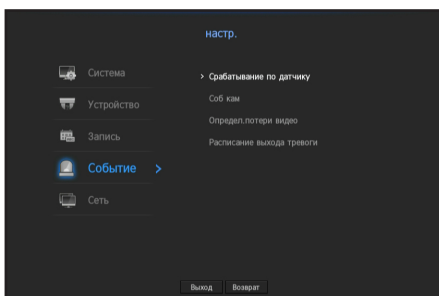 настр.
Система
Устройство
Запись
Событие >
Сеть
> Срабатывание по датчику
Соб кам
Определ.потери видео
Расписание выхода тревоги
Выход
Возврат